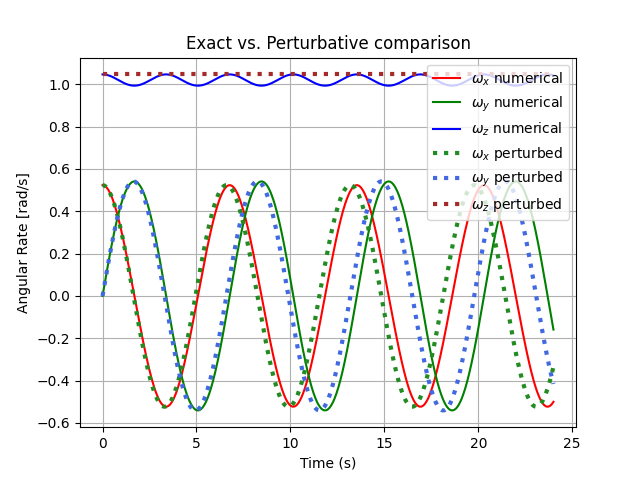 Exact vs. Perturbative comparison
1.0
0.8
0.6
0.4
0.2
0.0
−0.2
−0.4
−0.6
Angular Rate [rad/s]
ωx numerical
ωy numerical
ωz numerical
ωx perturbed
ωy perturbed
ωz perturbed
0 5 10 15 20 25
Time (s)